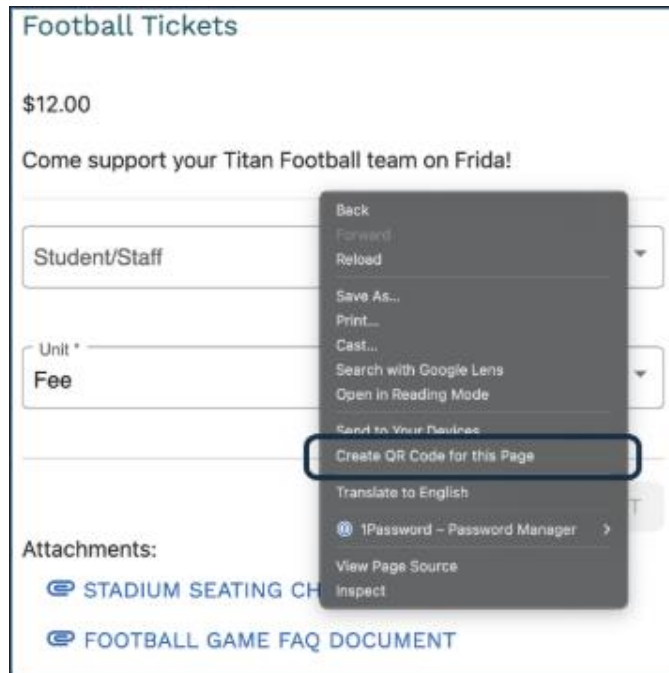 Football Tickets
$12.00
Come support your Titan Football team on Frida!
Back
Forward
Reload
Student/Staff
Save As...
Print...
Cast...
Search with Google Lens
Open in Reading Mode
Unit *
Fee
Send to Your Devices
Create QR Code for this Page
Translate to English
T
1Password – Password Manager
View Page Source
Inspect
Attachments:
STADIUM SEATING CH
FOOTBALL GAME FAQ DOCUMENT